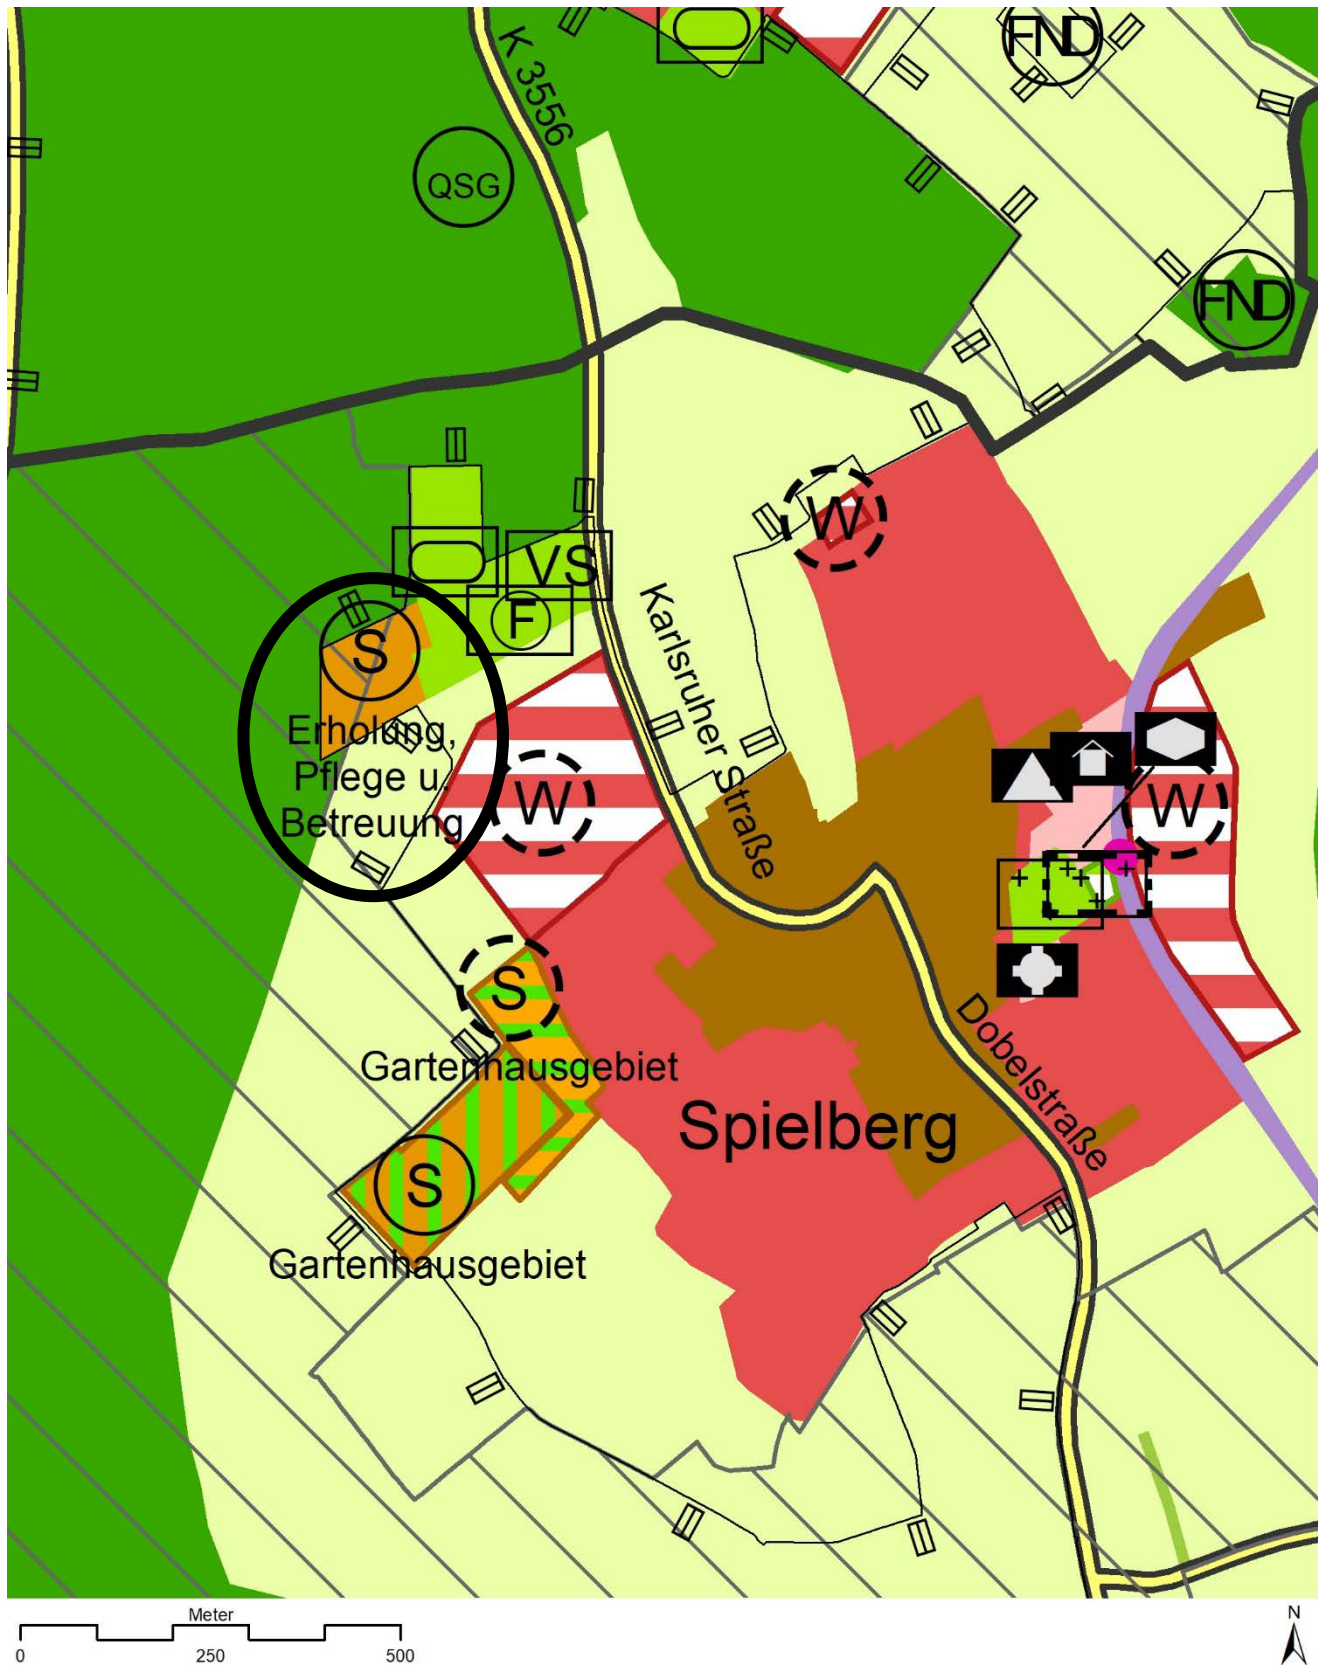 K 3556
FND
QSG
FND
W
VS
F
S
Karlsruher Straße
Erholung,
Pflege u.
Betreuung
W
W
S
Gartenhausgebiet
Dobelstraße
Spielberg
S
Gartenhausgebiet
Meter
0 250 500
N